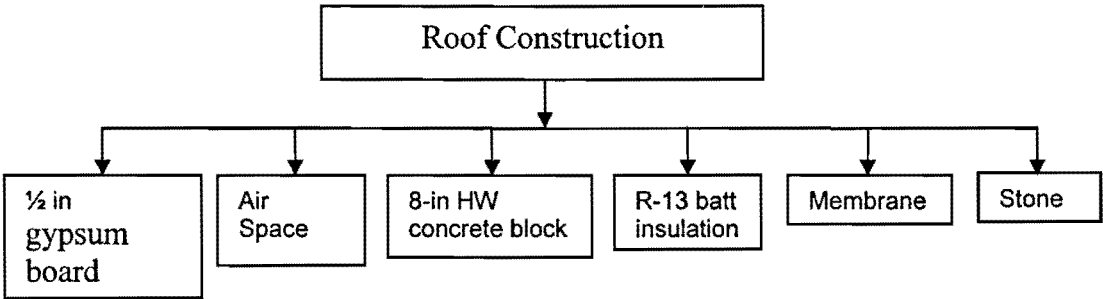 Roof Construction
½ in
gypsum
board
Air
Space
8-in HW
concrete block
R-13 batt
insulation
Membrane
Stone